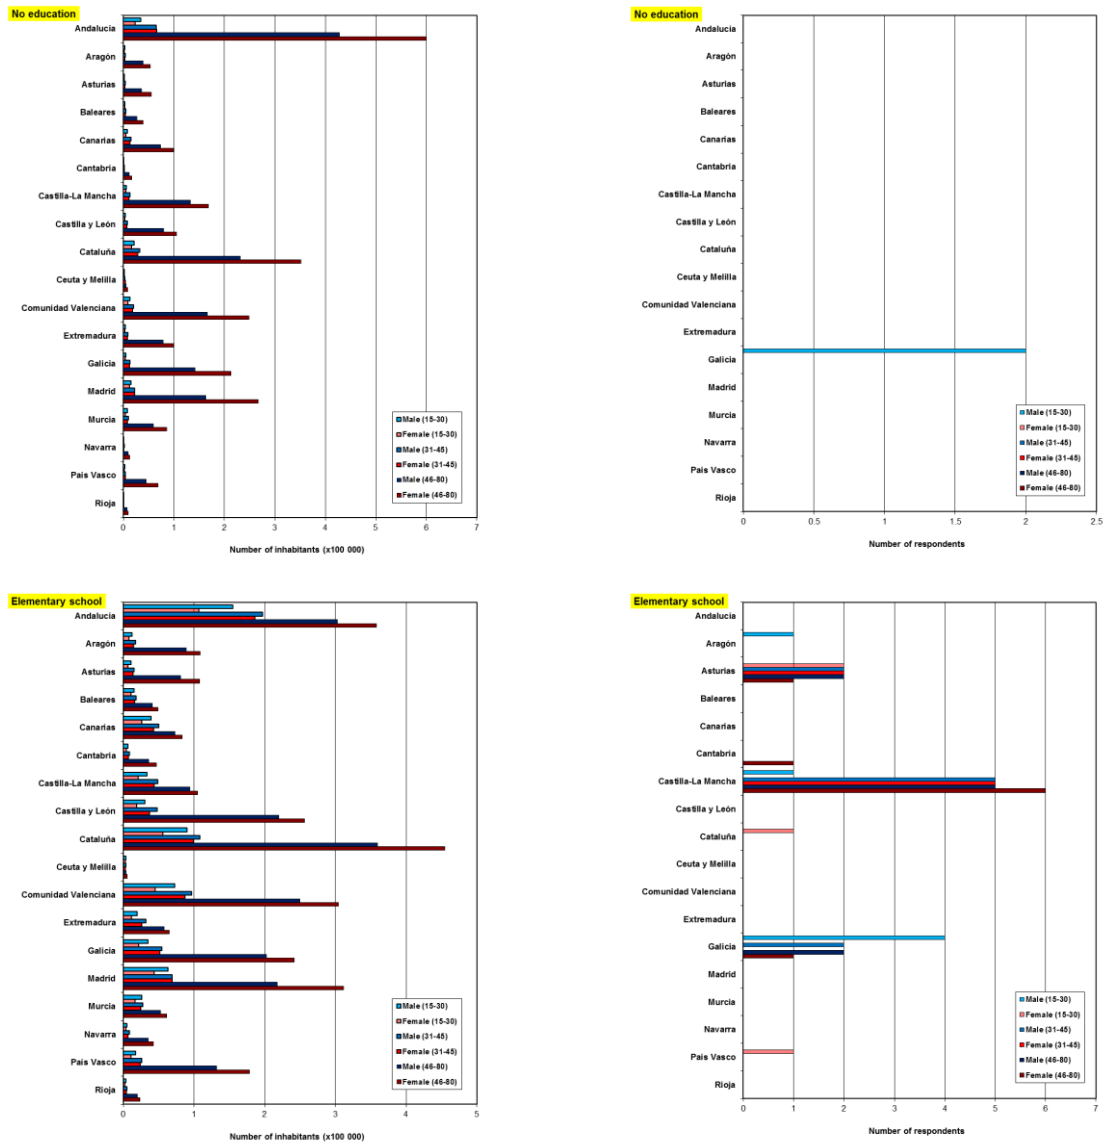 No education
Andalucía
Aragón
Asturias
Baleares
Canarias
Cantabria
Castilla-La Mancha
Castilla y León
Cataluña
Ceuta y Melilla
Comunidad Valenciana
Extremadura
Galicia
Madrid
Murcia
Navarra
País Vasco
Rioja
Male (15-30)
Female (15-30)
Male (31-45)
Female (31-45)
Male (46-80)
Female (46-80)
0 1 2 3 4 5 6 7
Number of inhabitants (x100 000)
No education
Andalucía
Aragón
Asturias
Baleares
Canarias
Cantabria
Castilla-La Mancha
Castilla y León
Cataluña
Ceuta y Melilla
Comunidad Valenciana
Extremadura
Galicia
Madrid
Murcia
Navarra
País Vasco
Rioja
Male (15-30)
Female (15-30)
Male (31-45)
Female (31-45)
Male (46-80)
Female (46-80)
0 0.5 1 1.5 2 2.5
Number of respondents
Elementary school
Andalucía
Aragón
Asturias
Baleares
Canarias
Cantabria
Castilla-La Mancha
Castilla y León
Cataluña
Ceuta y Melilla
Comunidad Valenciana
Extremadura
Galicia
Madrid
Murcia
Navarra
País Vasco
Rioja
Male (15-30)
Female (15-30)
Male (31-45)
Female (31-45)
Male (46-80)
Female (46-80)
0 1 2 3 4 5
Number of inhabitants (x100 000)
Elementary school
Andalucía
Aragón
Asturias
Baleares
Canarias
Cantabria
Castilla-La Mancha
Castilla y León
Cataluña
Ceuta y Melilla
Comunidad Valenciana
Extremadura
Galicia
Madrid
Murcia
Navarra
País Vasco
Rioja
Male (15-30)
Female (15-30)
Male (31-45)
Female (31-45)
Male (46-80)
Female (46-80)
0 1 2 3 4 5 6 7
Number of respondents